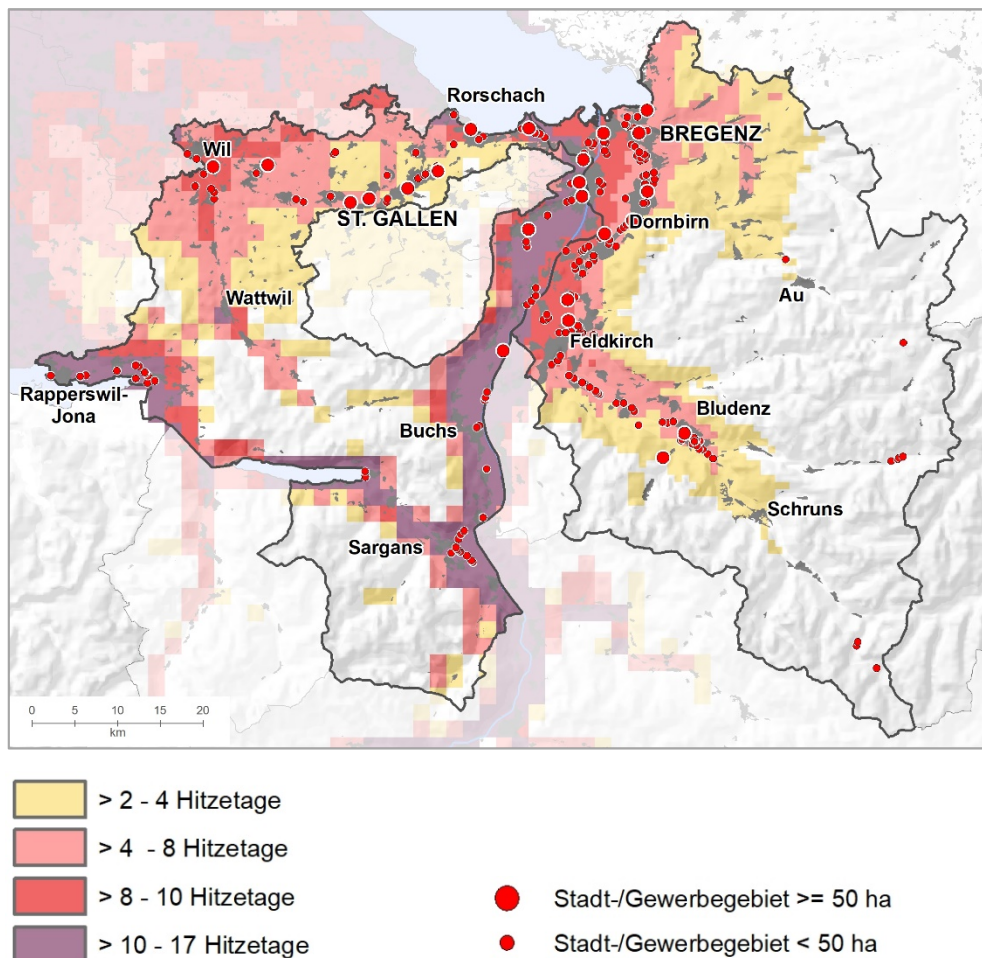 Rorschach
Wil
BREGENZ
ST. GALLEN
Dornbirn
Wattwil
Au
Feldkirch
Rapperswil-
Jona
Bludenz
Buchs
Schruns
Sargans
0 5 10 15 20
km
> 2 - 4 Hitzetage
> 4 - 8 Hitzetage
> 8 - 10 Hitzetage
> 10 - 17 Hitzetage
Stadt-/Gewerbegebiet >= 50 ha
Stadt-/Gewerbegebiet < 50 ha